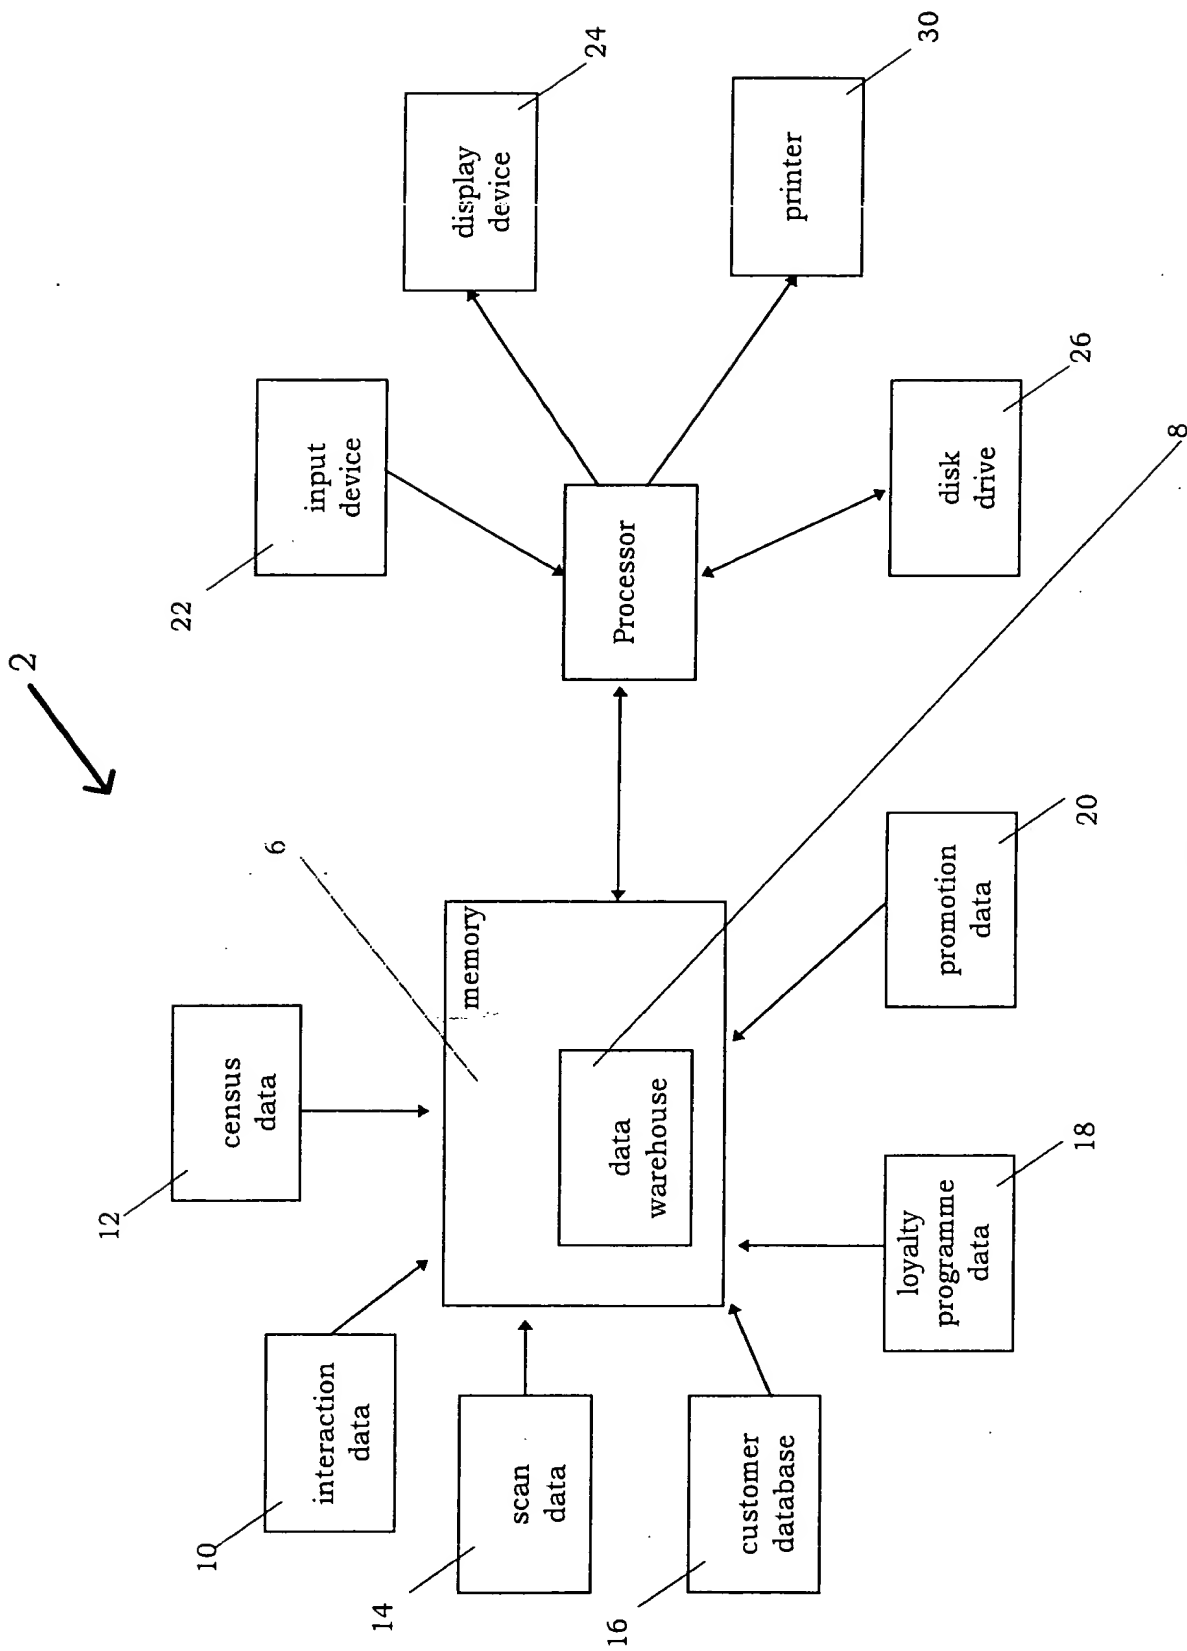 2
12
census
data
22
input
device
10
interaction
data
6
24
display
device
14
scan
data
memory
data
warehouse
Processor
16
customer
database
printer
30
loyalty
programme
data
18
promotion
data
20
disk
drive
26
8